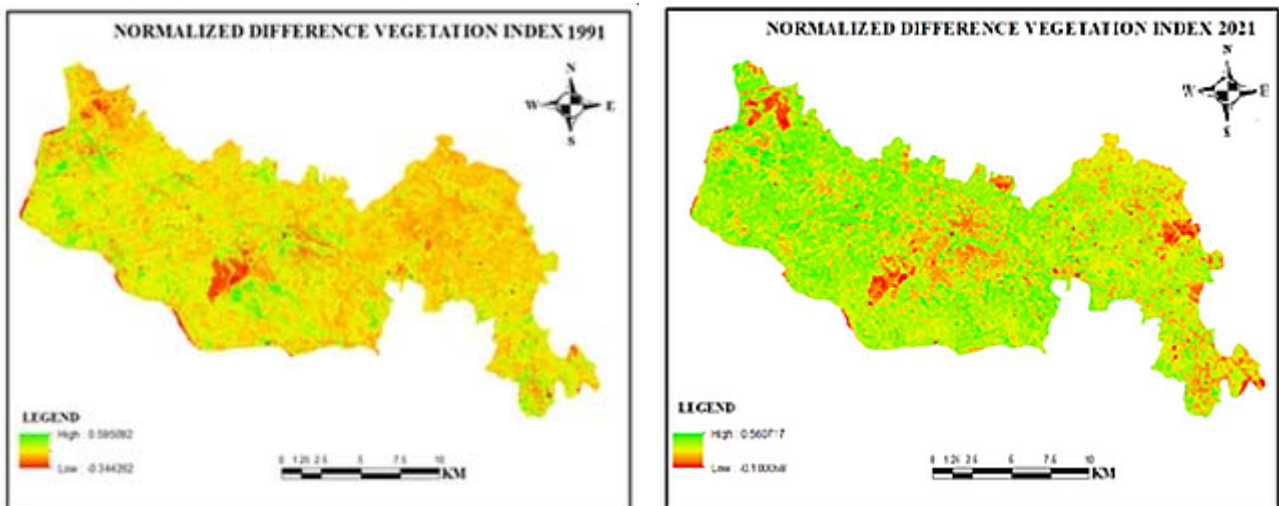 NORMALIZED DIFFERENCE VEGETATION INDEX 1991
N
W E
S
LEGEND
High : 0.595092
Low : -0.344262
0 1.25 2.5 5 7.5 10
KM
NORMALIZED DIFFERENCE VEGETATION INDEX 2021
N
W E
S
LEGEND
High : 0.560717
Low :
0 1.25 2.5 5 7.5 10
KM